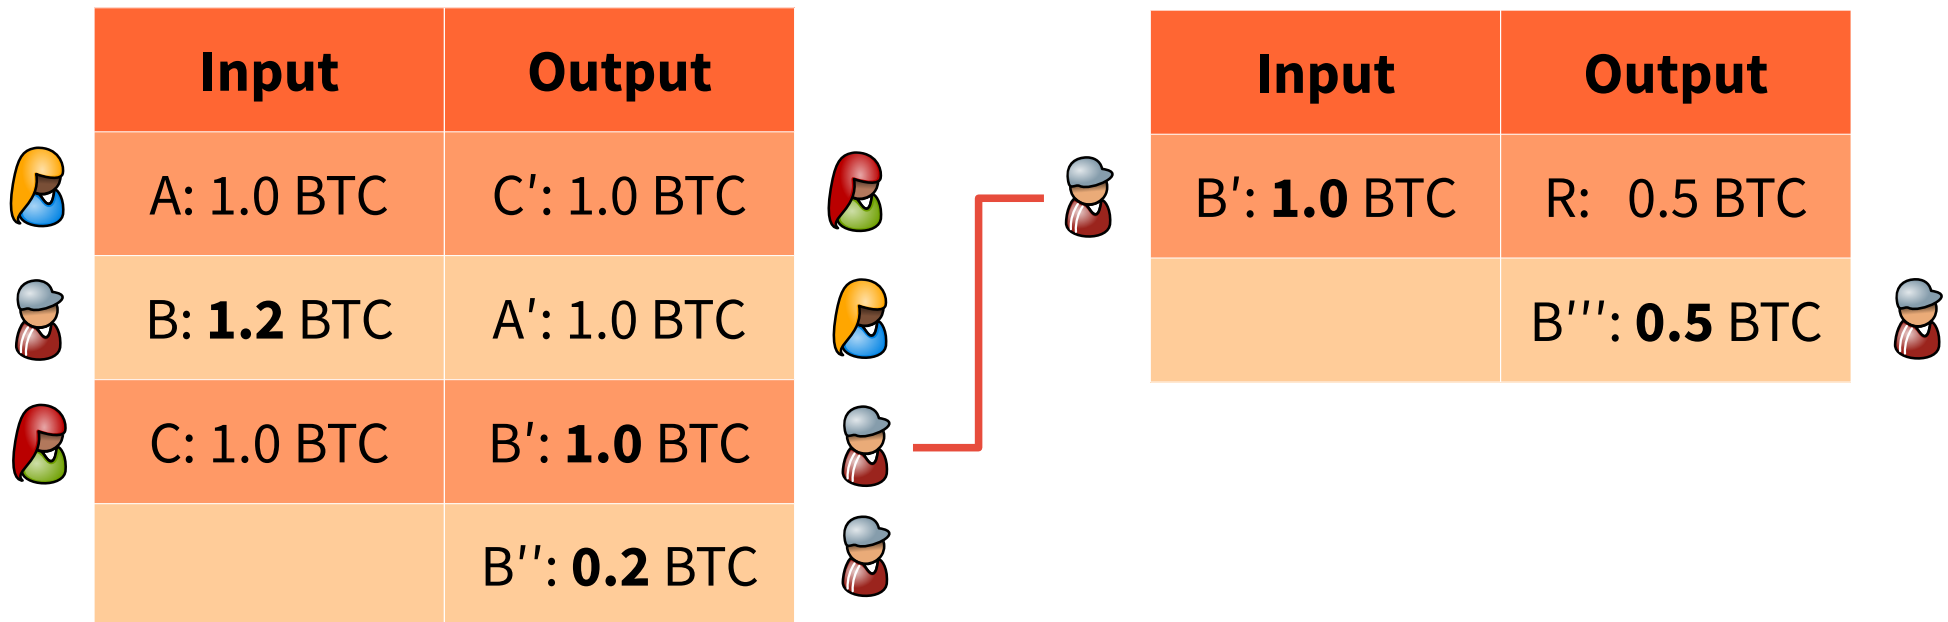 Input Output
A: 1.0 BTC C′: 1.0 BTC
B: 1.2 BTC A′: 1.0 BTC
C: 1.0 BTC B′: 1.0 BTC
B′′: 0.2 BTC
Input Output
B′: 1.0 BTC R: 0.5 BTC
B′′′: 0.5 BTC